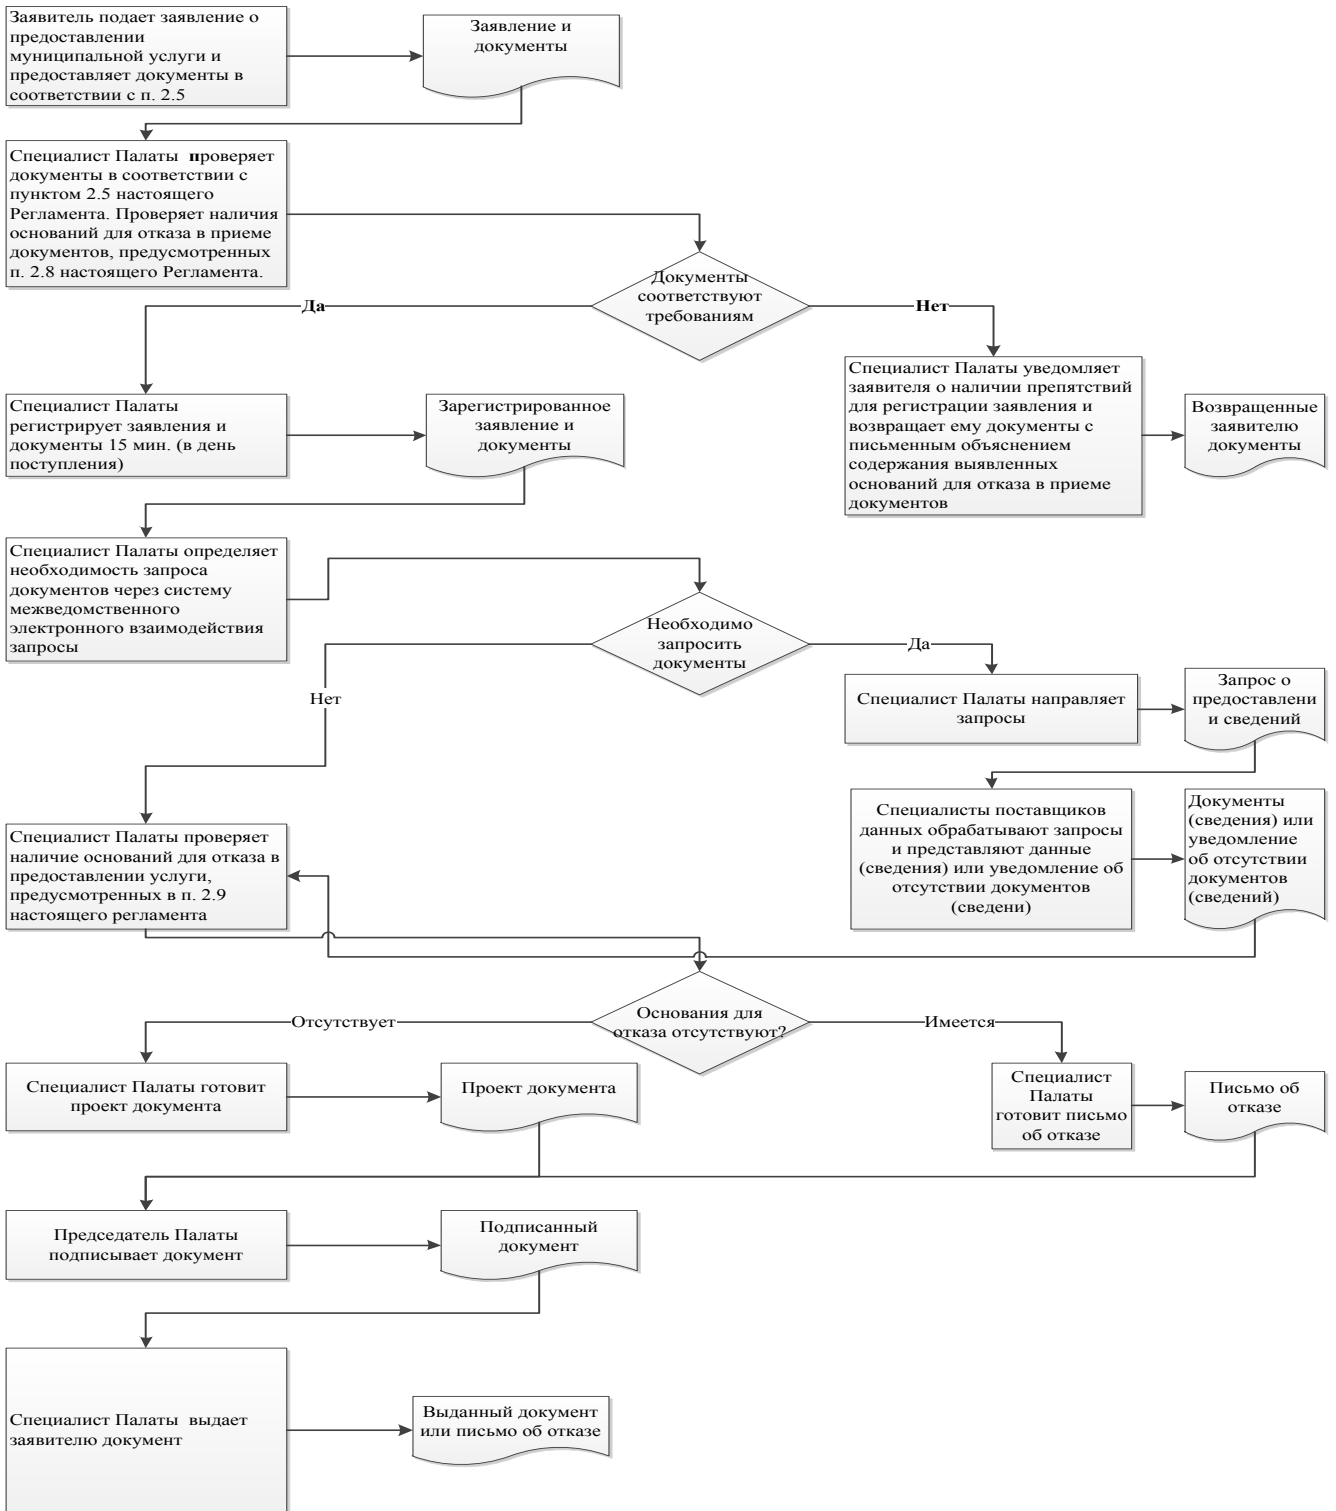 Заявитель подает заявление о
предоставлении
муниципальной услуги и
предоставляет документы в
соответствии с п. 2.5
Заявление и
документы
Специалист Палаты проверяет
документы в соответствии с
пунктом 2.5 настоящего
Регламента. Проверяет наличия
оснований для отказа в приеме
документов, предусмотренных
п. 2.8 настоящего Регламента.
Документы
соответствуют
требованиям
Да
Нет
Специалист Палаты
регистрирует заявления и
документы 15 мин. (в день
поступления)
Зарегистрированное
заявление и
документы
Специалист Палаты уведомляет
заявителя о наличии препятствий
для регистрации заявления и
возвращает ему документы с
письменным объяснением
содержания выявленных
оснований для отказа в приеме
документов
Возвращенные
заявителю
документы
Специалист Палаты определяет
необходимость запроса
документов через систему
межведомственного
электронного взаимодействия
запросы
Необходимо
запросить
документы
Да
Нет
Специалист Палаты направляет
запросы
Запрос о
предоставлени
и сведений
Специалисты поставщиков
данных обрабатывают запросы
и представляют данные
(сведения) или уведомление об
отсутствии документов
(сведени)
Документы
(сведения) или
уведомление
об отсутствии
документов
(сведений)
Специалист Палаты проверяет
наличие оснований для отказа в
предоставлении услуги,
предусмотренных в п. 2.9
настоящего регламента
Основания для
отказа отсутствуют?
Отсутствует
Имеется
Специалист Палаты готовит
проект документа
Проект документа
Специалист
Палаты
готовит письмо
об отказе
Письмо об
отказе
Председатель Палаты
подписывает документ
Подписанный
документ
Специалист Палаты выдает
заявителю документ
Выданный документ
или письмо об отказе